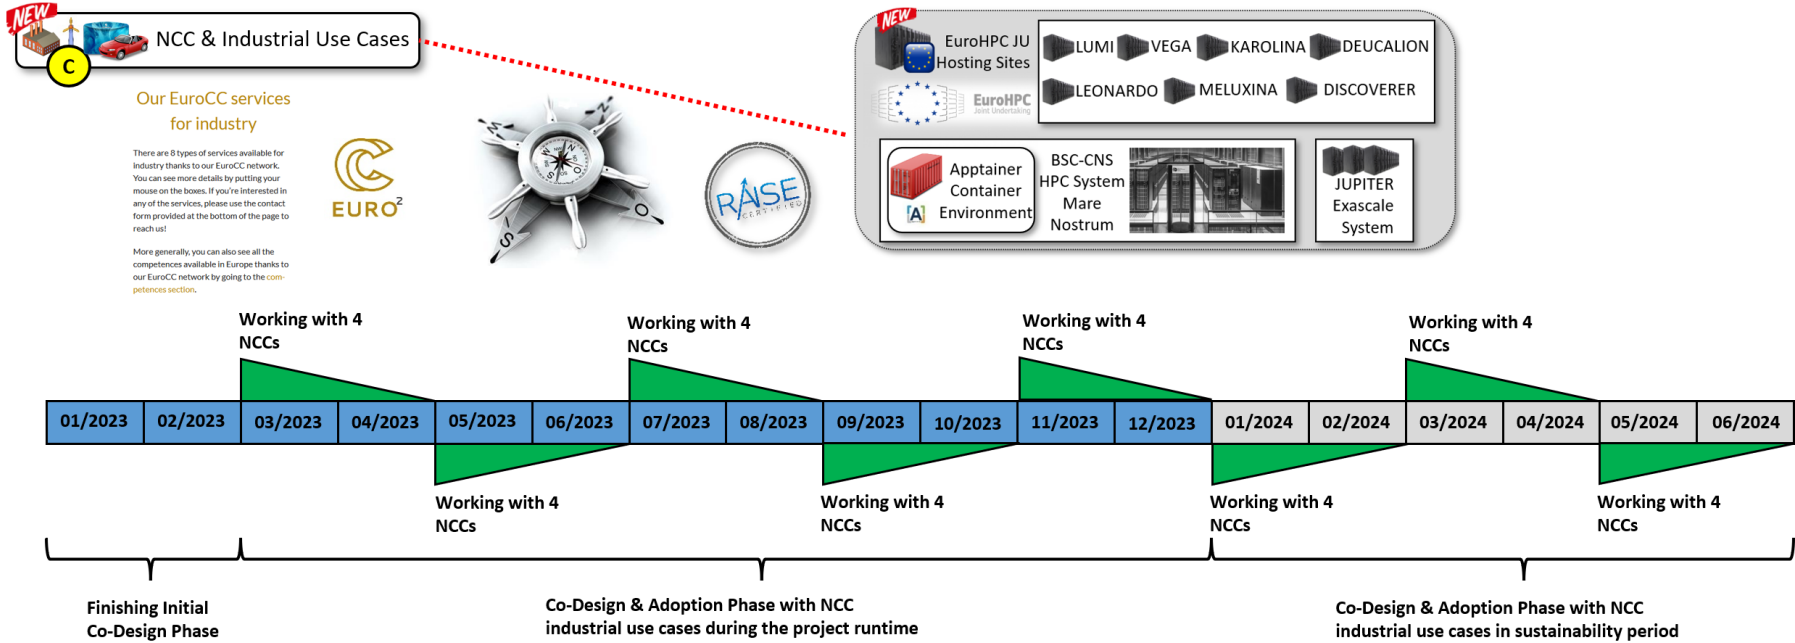 NEW
C
NCC & Industrial Use Cases
Our EuroCC services
for industry
There are 8 types of services available for
industry thanks to our EuroCC network.
You can see more details by putting your
mouse on the boxes. If you're interested in
any of the services, please use the contact
form provided at the bottom of the page to
reach us!
More generally, you can also see all the
competences available in Europe thanks to
our EuroCC network by going to the com-
petences section.
EURO²
N
O
S
RAISE
CERTIFIED
NEW
EuroHPC JU
Hosting Sites
EuroHPC
Joint Undertaking
LUMI
VEGA
KAROLINA
DEUCALION
LEONARDO
MELUXINA
DISCOVERER
Apptainer
Container
Environment
[A]
BSC-CNS
HPC System
Mare
Nostrum
JUPITER
Exascale
System
Working with 4
NCCs
Working with 4
NCCs
Working with 4
NCCs
Working with 4
NCCs
01/2023
02/2023
03/2023
04/2023
05/2023
06/2023
07/2023
08/2023
09/2023
10/2023
11/2023
12/2023
01/2024
02/2024
03/2024
04/2024
05/2024
06/2024
Working with 4
NCCs
Working with 4
NCCs
Working with 4
NCCs
Working with 4
NCCs
Finishing Initial
Co-Design Phase
Co-Design & Adoption Phase with NCC
industrial use cases during the project runtime
Co-Design & Adoption Phase with NCC
industrial use cases in sustainability period